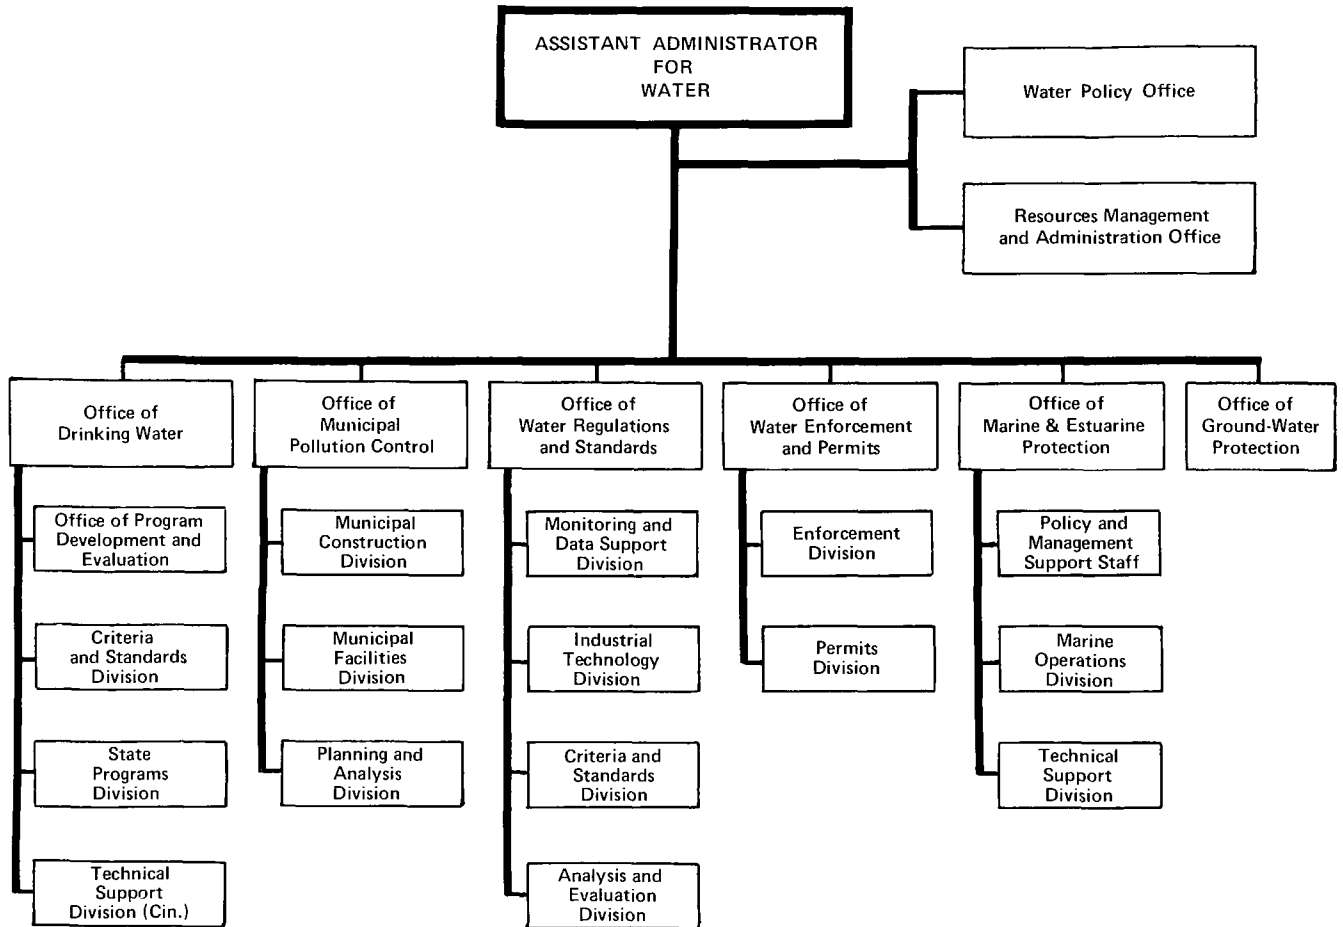 ASSISTANT ADMINISTRATOR
FOR
WATER
Water Policy Office
Resources Management
and Administration Office
Office of
Drinking Water
Office of
Municipal
Pollution Control
Office of
Water Regulations
and Standards
Office of
Water Enforcement
and Permits
Office of
Marine & Estuarine
Protection
Office of
Ground-Water
Protection
Office of Program
Development and
Evaluation
Criteria
and Standards
Division
State
Programs
Division
Technical
Support
Division (Cin.)
Municipal
Construction
Division
Municipal
Facilities
Division
Planning and
Analysis
Division
Monitoring and
Data Support
Division
Industrial
Technology
Division
Criteria and
Standards
Division
Analysis and
Evaluation
Division
Enforcement
Division
Permits
Division
Policy and
Management
Support Staff
Marine
Operations
Division
Technical
Support
Division